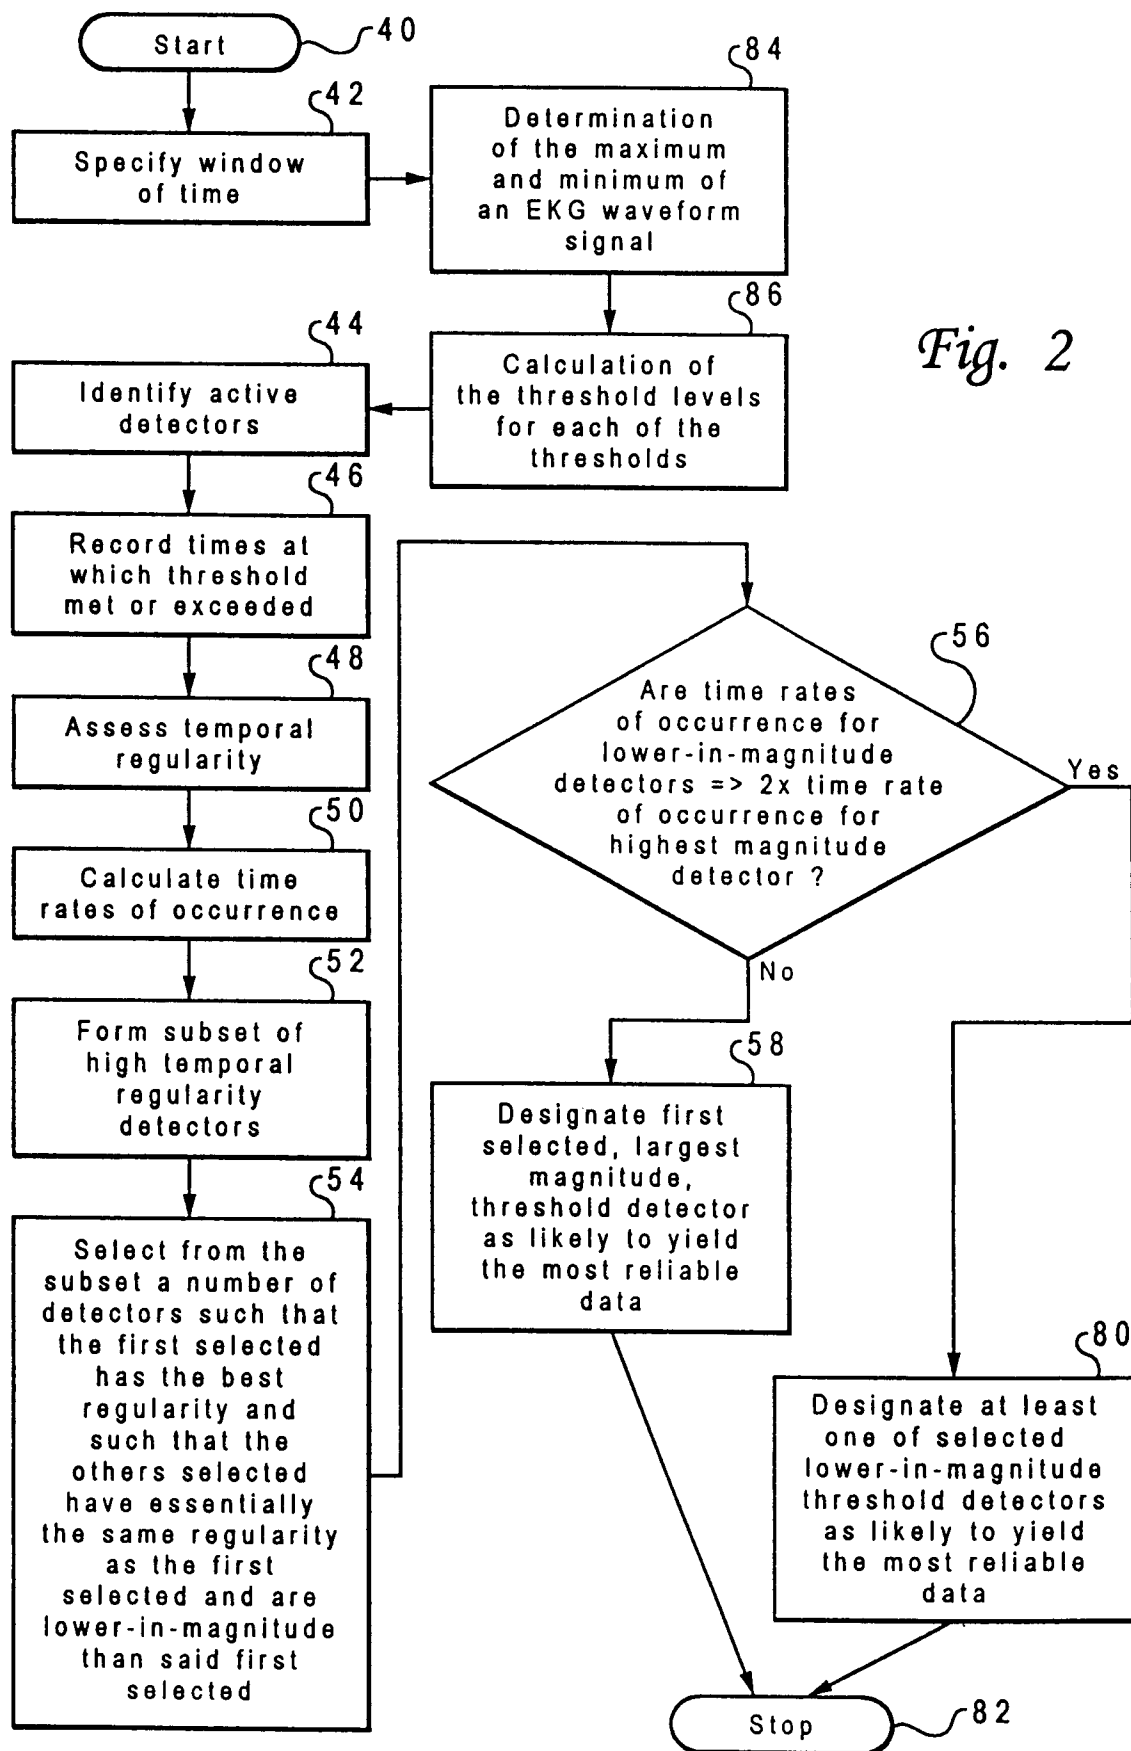 Start
40
42
Specify window
of time
84
Determination
of the maximum
and minimum of
an EKG waveform
signal
86
Calculation of
the threshold levels
for each of the
thresholds
Fig. 2
44
Identify active
detectors
46
Record times at
which threshold
met or exceeded
48
Assess temporal
regularity
50
Calculate time
rates of occurrence
52
Form subset of
high temporal
regularity
detectors
54
Select from the
subset a number of
detectors such that
the first selected
has the best
regularity and
such that the
others selected
have essentially
the same regularity
as the first
selected and are
lower-in-magnitude
than said first
selected
56
Are time rates
of occurrence for
lower-in-magnitude
detectors => 2x time rate
of occurrence for
highest magnitude
detector ?
Yes
No
58
Designate first
selected, largest
magnitude,
threshold detector
as likely to yield
the most reliable
data
80
Designate at least
one of selected
lower-in-magnitude
threshold detectors
as likely to yield
the most reliable
data
Stop
82